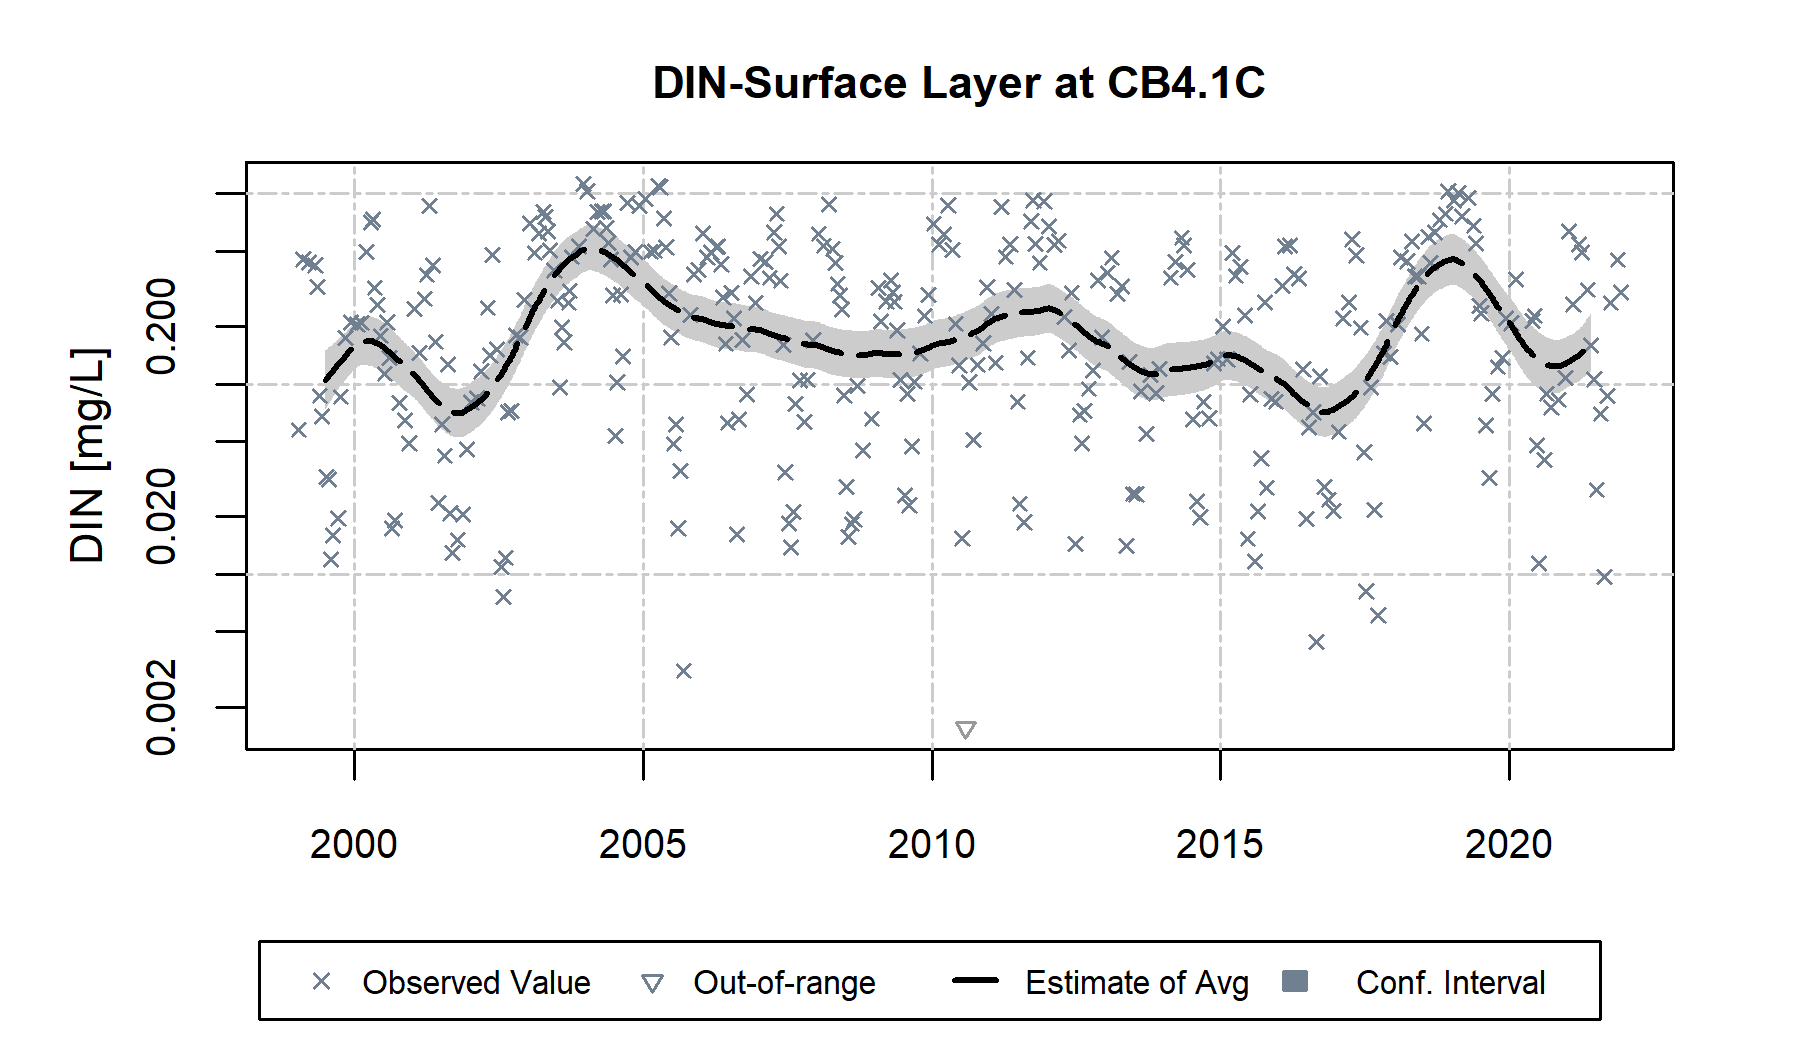 DIN-Surface Layer at CB4.1C
DIN [mg/L]
0.200
0.020
0.002
2000 2005 2010 2015 2020
Observed Value Out-of-range Estimate of Avg Conf. Interval